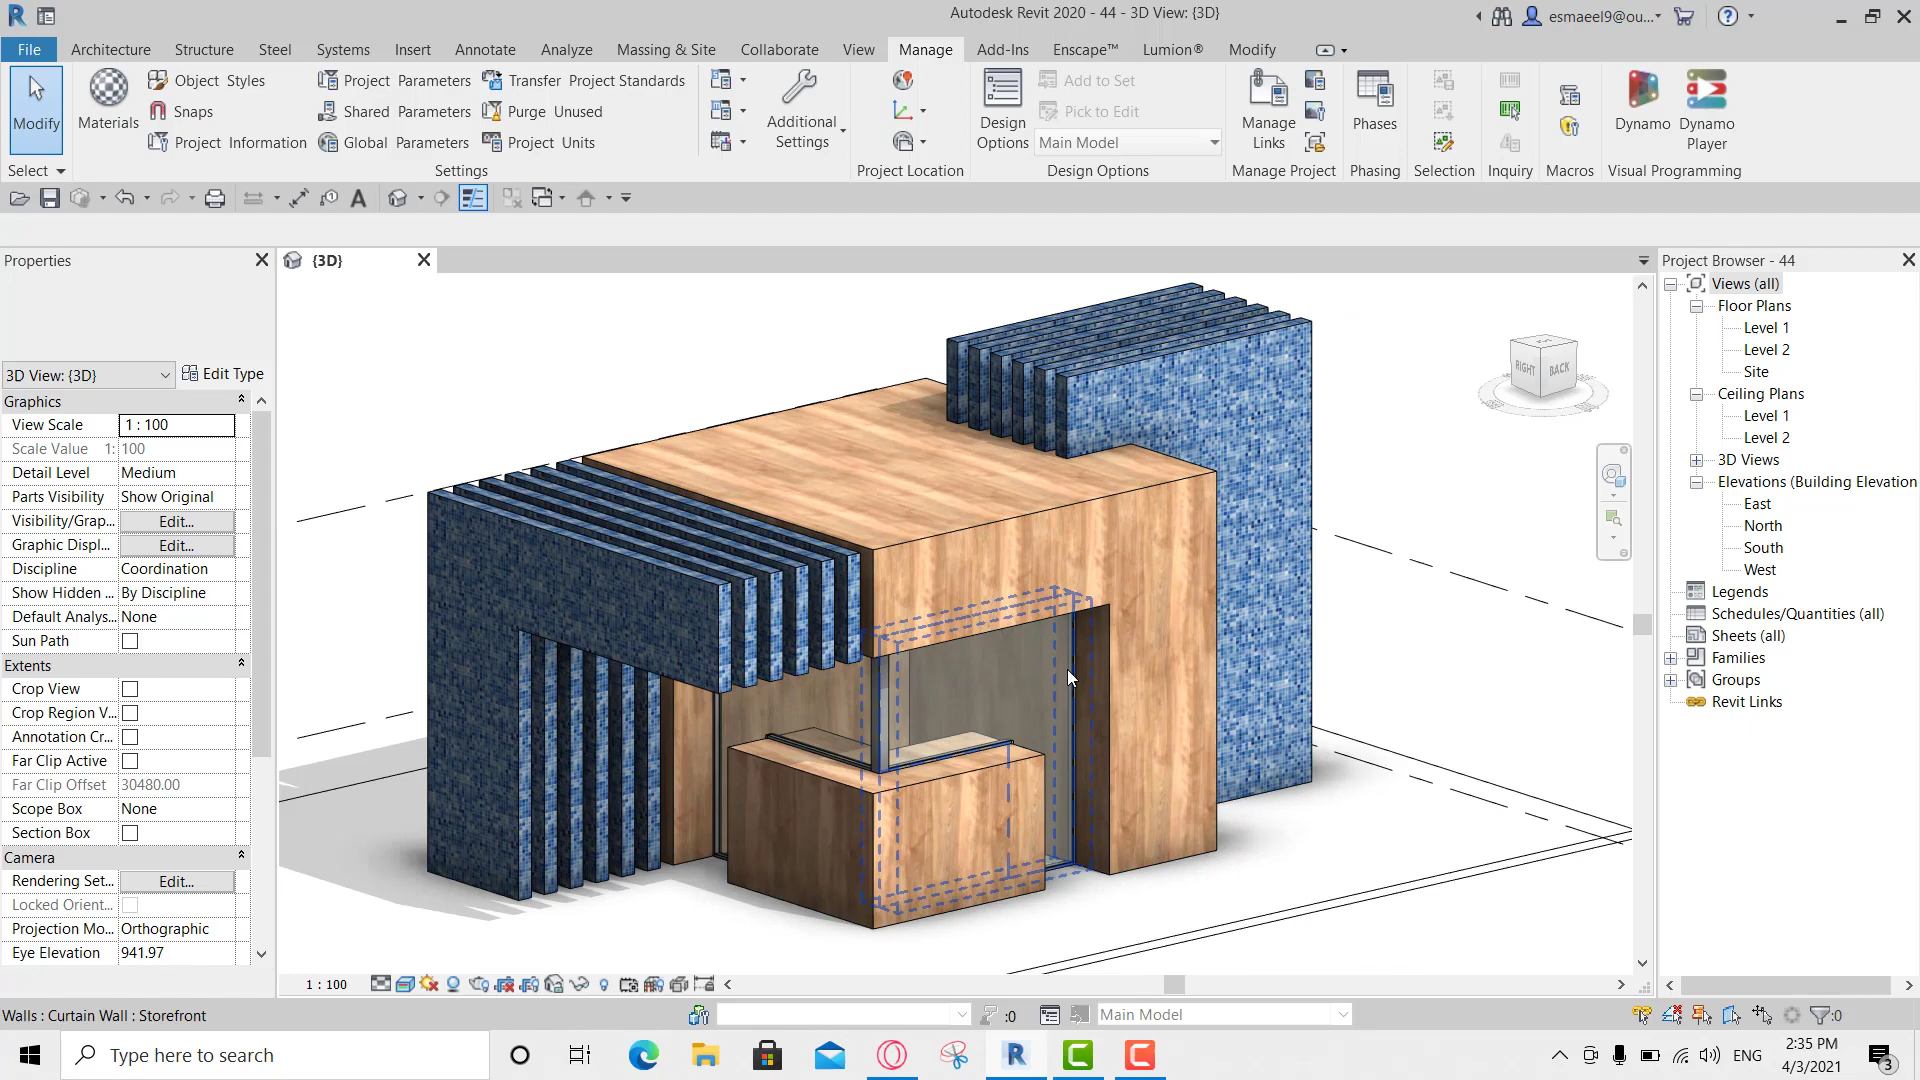 Autodesk Revit 2020 - 44 - 3D View: {3D}
esmaeel9@ou...
File
Architecture
Structure
Steel
Systems
Insert
Annotate
Analyze
Massing & Site
Collaborate
View
Manage
Add-Ins
Enscape™
Lumion®
Modify
Modify
Materials
Object Styles
Snaps
Project Information
Project Parameters
Shared Parameters
Global Parameters
Transfer Project Standards
Purge Unused
Project Units
Additional
Settings
Design
Options
Add to Set
Pick to Edit
Main Model
Manage
Links
Phases
Dynamo
Dynamo
Player
Select
Settings
Project Location
Design Options
Manage Project
Phasing
Selection
Inquiry
Macros
Visual Programming
Properties
{3D}
Project Browser - 44
3D View: {3D}
Edit Type
Graphics
View Scale
1 : 100
Scale Value 1:
100
Detail Level
Medium
Parts Visibility
Show Original
Visibility/Grap...
Edit...
Graphic Displ...
Edit...
Discipline
Coordination
Show Hidden ...
By Discipline
Default Analys...
None
Sun Path
Extents
Crop View
Crop Region V...
Annotation Cr...
Far Clip Active
Far Clip Offset
30480.00
Scope Box
None
Section Box
Camera
Rendering Set...
Edit...
Locked Orient...
Projection Mo...
Orthographic
Eye Elevation
941.97
RIGHT
BACK
Views (all)
Floor Plans
Level 1
Level 2
Site
Ceiling Plans
Level 1
Level 2
3D Views
Elevations (Building Elevation
East
North
South
West
Legends
Schedules/Quantities (all)
Sheets (all)
Families
Groups
Revit Links
1 : 100
Walls : Curtain Wall : Storefront
:0
Main Model
:0
Type here to search
ENG
2:35 PM
4/3/2021
3